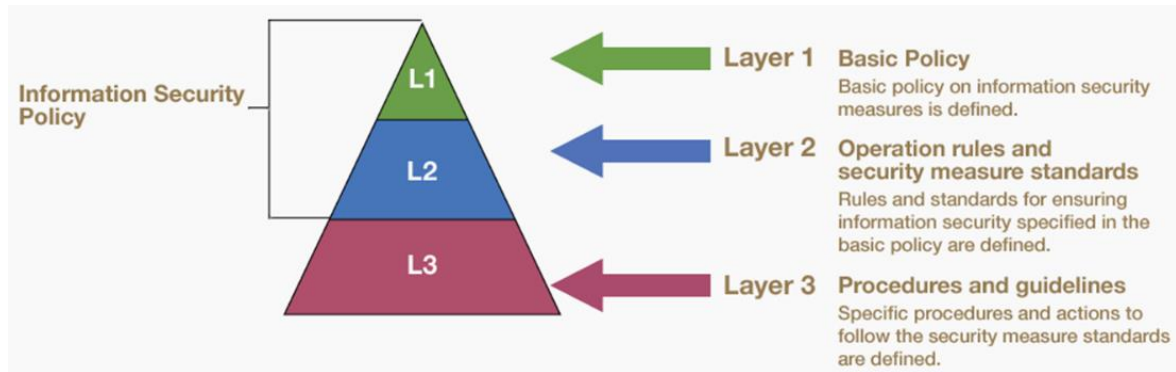 Information Security
Policy
L1
L2
L3
Layer 1 Basic Policy
Basic policy on information security
measures is defined.
Layer 2 Operation rules and
security measure standards
Rules and standards for ensuring
information security specified in the
basic policy are defined.
Layer 3 Procedures and guidelines
Specific procedures and actions to
follow the security measure standards
are defined.